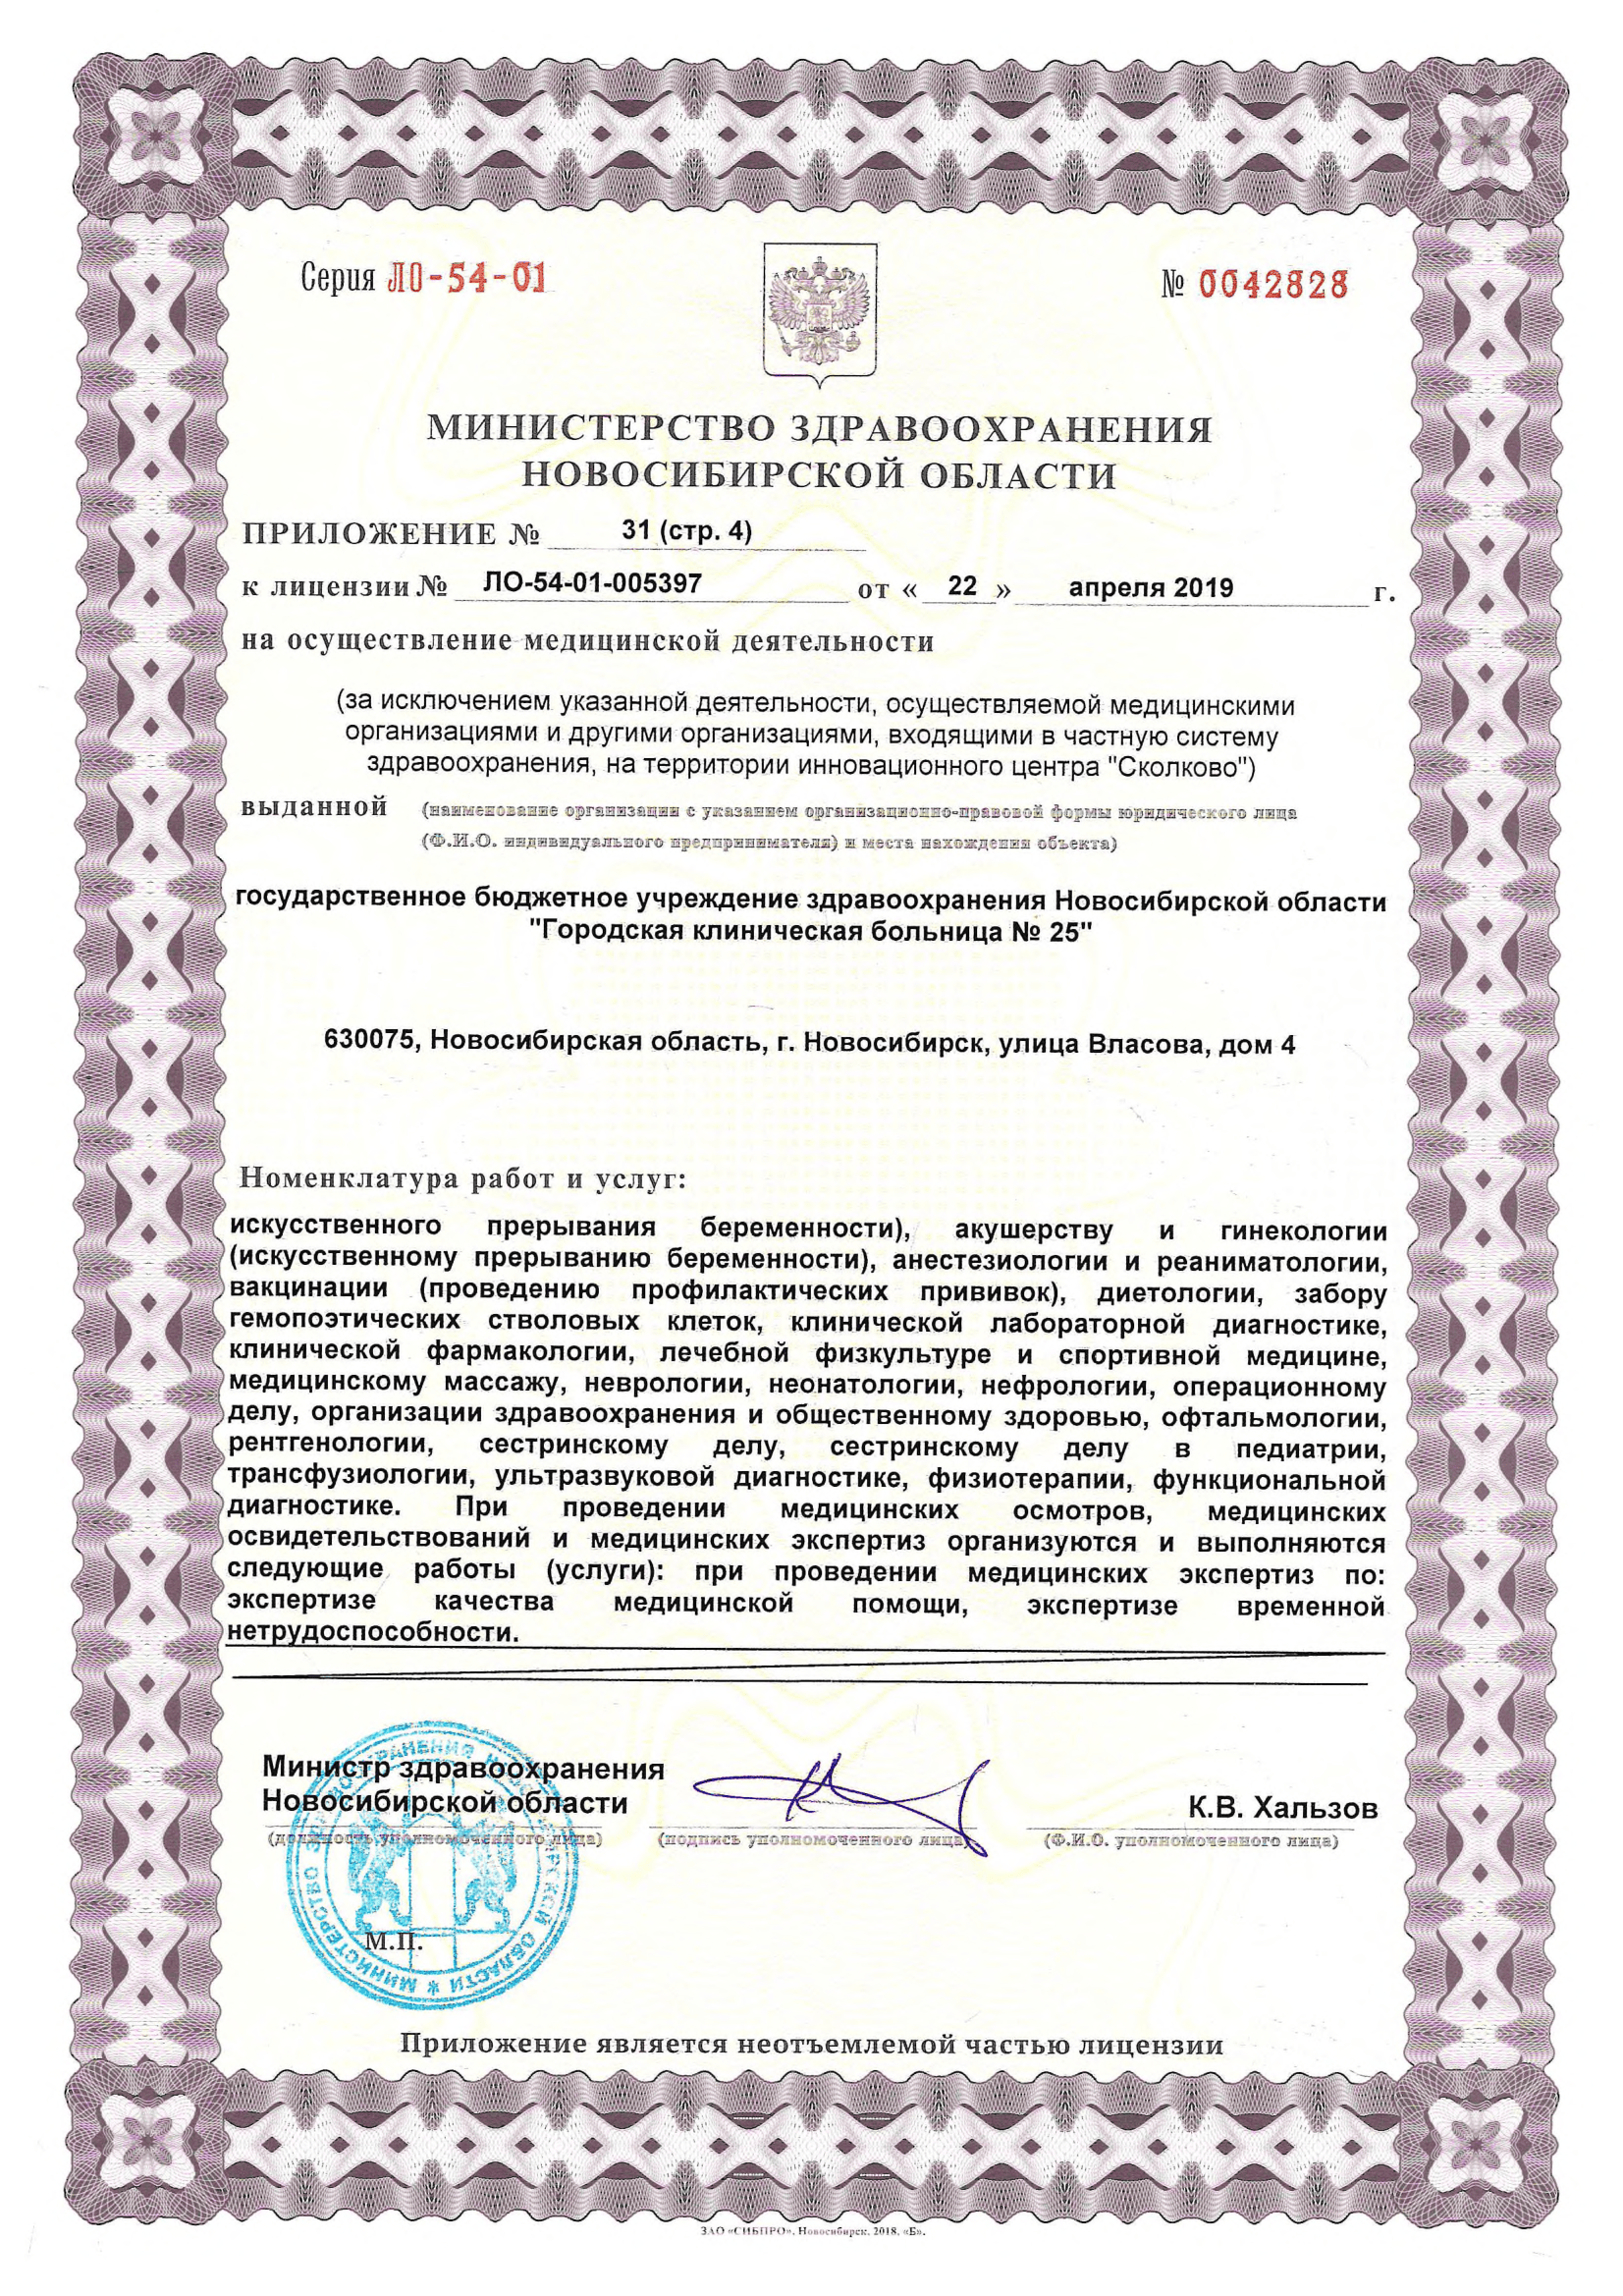 Серия ЛО-54-01
№ 0042828
МИНИСТЕРСТВО ЗДРАВООХРАНЕНИЯ
НОВОСИБИРСКОЙ ОБЛАСТИ
ПРИЛОЖЕНИЕ № 31 (стр. 4)
к лицензии № ЛО-54-01-005397 от « 22 » апреля 2019 г.
на осуществление медицинской деятельности
(за исключением указанной деятельности, осуществляемой медицинскими
организациями и другими организациями, входящими в частную систему
здравоохранения, на территории инновационного центра "Сколково")
выданной (наименование организации с указанием организационно-правовой формы юридического лица
(Ф.И.О. индивидуального предпринимателя) и места нахождения объекта)
государственное бюджетное учреждение здравоохранения Новосибирской области
"Городская клиническая больница № 25"
630075, Новосибирская область, г. Новосибирск, улица Власова, дом 4
Номенклатура работ и услуг:
искусственного прерывания беременности), акушерству и гинекологии
(искусственному прерыванию беременности), анестезиологии и реаниматологии,
вакцинации (проведению профилактических прививок), диетологии, забору
гемопоэтических стволовых клеток, клинической лабораторной диагностике,
клинической фармакологии, лечебной физкультуре и спортивной медицине,
медицинскому массажу, неврологии, неонатологии, нефрологии, операционному
делу, организации здравоохранения и общественному здоровью, офтальмологии,
рентгенологии, сестринскому делу, сестринскому делу в педиатрии,
трансфузиологии, ультразвуковой диагностике, физиотерапии, функциональной
диагностике. При проведении медицинских осмотров, медицинских
освидетельствований и медицинских экспертиз организуются и выполняются
следующие работы (услуги): при проведении медицинских экспертиз по:
экспертизе качества медицинской помощи, экспертизе временной
нетрудоспособности.
Министр здравоохранения
Новосибирской области
К.В. Хальзов
(должность уполномоченного лица)
(подпись уполномоченного лица)
(Ф.И.О. уполномоченного лица)
МИНИСТЕРСТВО ЗДРАВООХРАНЕНИЯ НОВОСИБИРСКОЙ ОБЛАСТИ *
М.П.
Приложение является неотъемлемой частью лицензии
ЗАО «СИБПРО», Новосибирск, 2018, «Б».